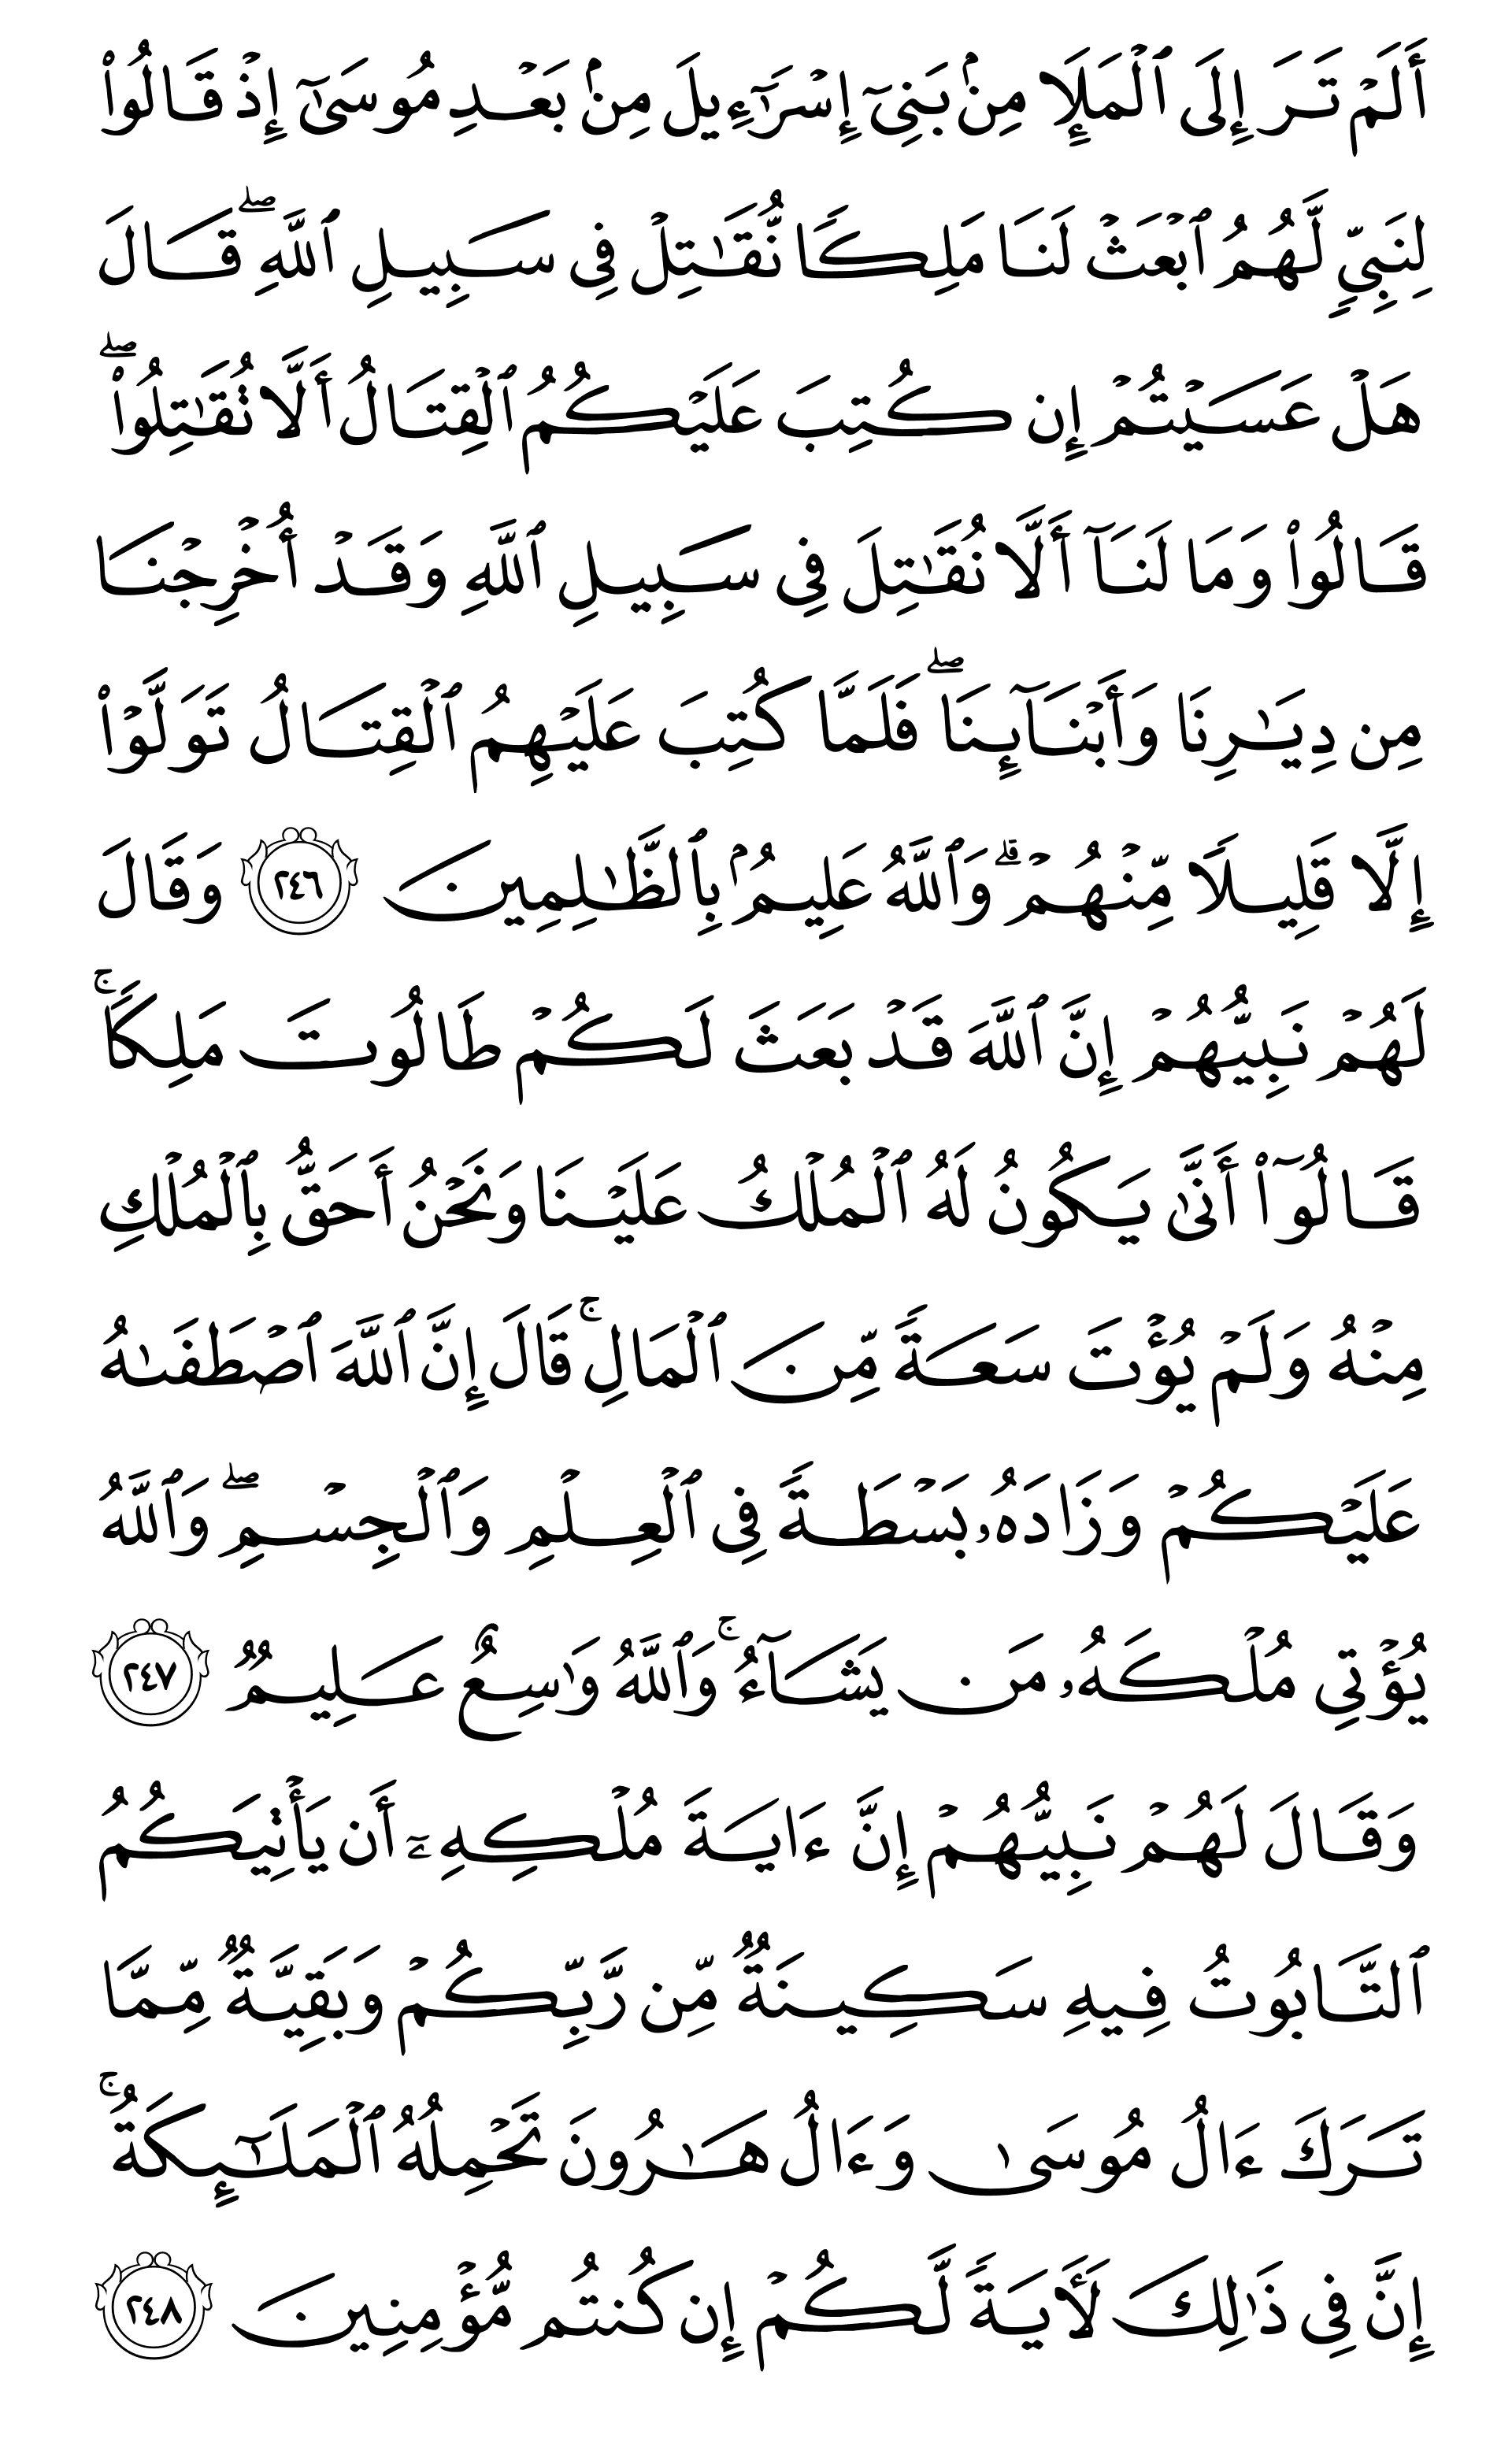 أَلَمْ تَرَ إِلَى ٱلْمَلَإِ مِنۢ بَنِىٓ إِسْرَٰٓءِيلَ مِنۢ بَعْدِ مُوسَىٰٓ إِذْ قَالُوا۟
لِنَبِىٍّ لَّهُمُ ٱبْعَثْ لَنَا مَلِكًا نُّقَٰتِلْ فِى سَبِيلِ ٱللَّهِ ۖ قَالَ
هَلْ عَسَيْتُمْ إِن كُتِبَ عَلَيْكُمُ ٱلْقِتَالُ أَلَّا تُقَٰتِلُوا۟ ۖ
قَالُوا۟ وَمَا لَنَآ أَلَّا نُقَٰتِلَ فِى سَبِيلِ ٱللَّهِ وَقَدْ أُخْرِجْنَا
مِن دِيَٰرِنَا وَأَبْنَآئِنَا ۖ فَلَمَّا كُتِبَ عَلَيْهِمُ ٱلْقِتَالُ تَوَلَّوْا۟
إِلَّا قَلِيلًا مِّنْهُمْ ۗ وَٱللَّهُ عَلِيمٌۢ بِٱلظَّٰلِمِينَ ٢٤٦ وَقَالَ
لَهُمْ نَبِيُّهُمْ إِنَّ ٱللَّهَ قَدْ بَعَثَ لَكُمْ طَالُوتَ مَلِكًا ۚ
قَالُوٓا۟ أَنَّىٰ يَكُونُ لَهُ ٱلْمُلْكُ عَلَيْنَا وَنَحْنُ أَحَقُّ بِٱلْمُلْكِ
مِنْهُ وَلَمْ يُؤْتَ سَعَةً مِّنَ ٱلْمَالِ ۚ قَالَ إِنَّ ٱللَّهَ ٱصْطَفَىٰهُ
عَلَيْكُمْ وَزَادَهُۥ بَسْطَةً فِى ٱلْعِلْمِ وَٱلْجِسْمِ ۖ وَٱللَّهُ
يُؤْتِى مُلْكَهُۥ مَن يَشَآءُ ۚ وَٱللَّهُ وَٰسِعٌ عَلِيمٌ ٢٤٧
وَقَالَ لَهُمْ نَبِيُّهُمْ إِنَّ ءَايَةَ مُلْكِهِۦٓ أَن يَأْتِيَكُمُ
ٱلتَّابُوتُ فِيهِ سَكِينَةٌ مِّن رَّبِّكُمْ وَبَقِيَّةٌ مِّمَّا
تَرَكَ ءَالُ مُوسَىٰ وَءَالُ هَٰرُونَ تَحْمِلُهُ ٱلْمَلَٰٓئِكَةُ ۚ
إِنَّ فِى ذَٰلِكَ لَءَايَةً لَّكُمْ إِن كُنتُم مُّؤْمِنِينَ ٢٤٨